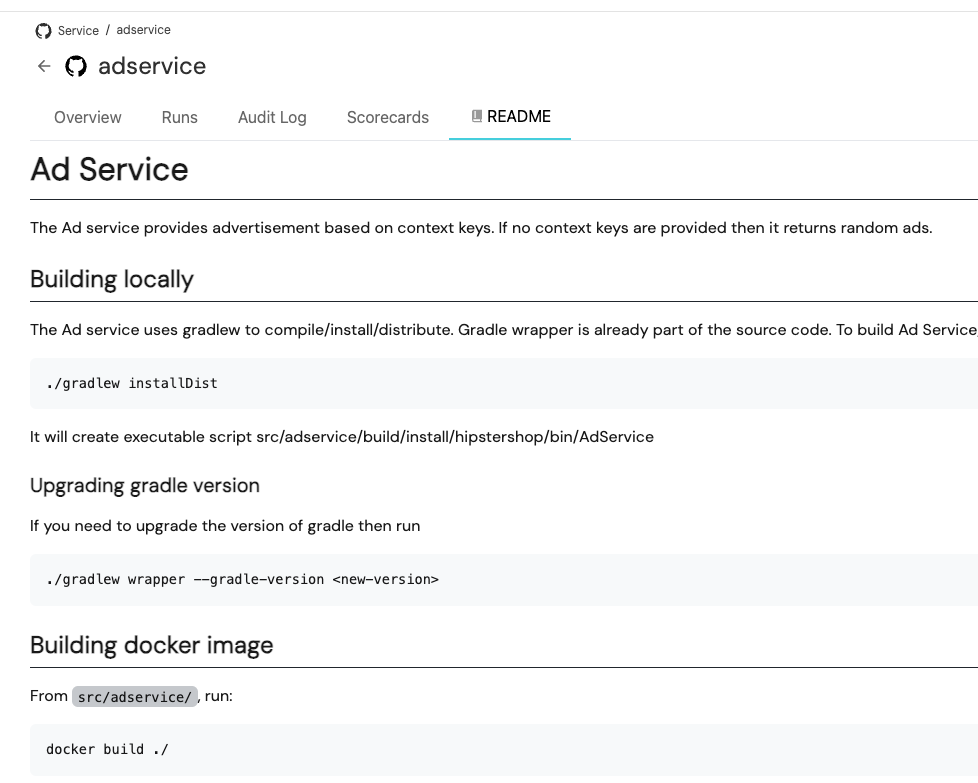 Service / adservice
← adservice
Overview Runs Audit Log Scorecards README
Ad Service
The Ad service provides advertisement based on context keys. If no context keys are provided then it returns random ads.
Building locally
The Ad service uses gradlew to compile/install/distribute. Gradle wrapper is already part of the source code. To build Ad Service,
./gradlew installDist
It will create executable script src/adservice/build/install/hipstershop/bin/AdService
Upgrading gradle version
If you need to upgrade the version of gradle then run
./gradlew wrapper --gradle-version <new-version>
Building docker image
From src/adservice/, run:
docker build ./